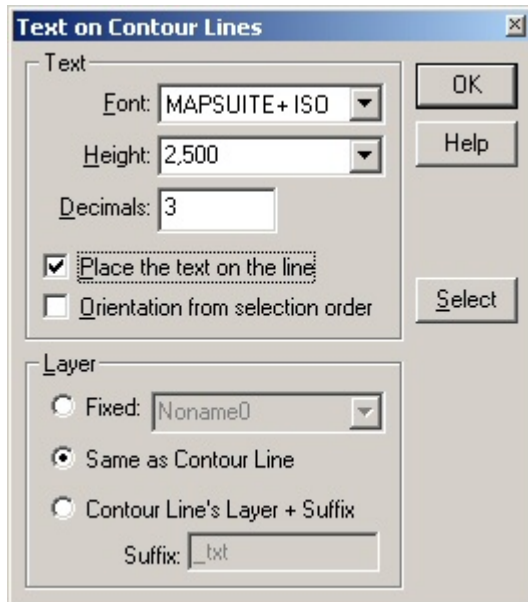 Text on Contour Lines
Text
Font: MAPSUITE+ ISO
Height: 2,500
Decimals: 3
Place the text on the line
Orientation from selection order
OK
Help
Select
Layer
Fixed: Noname0
Same as Contour Line
Contour Line's Layer + Suffix
Suffix: _txt